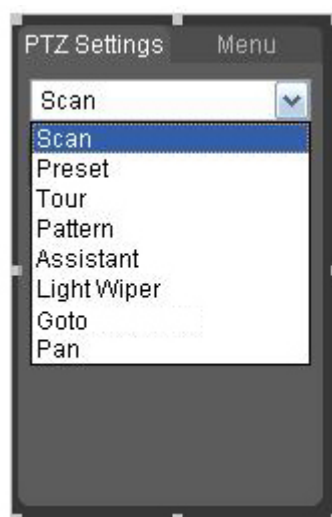 PTZ Settings Menu
Scan
Scan
Preset
Tour
Pattern
Assistant
Light Wiper
Goto
Pan